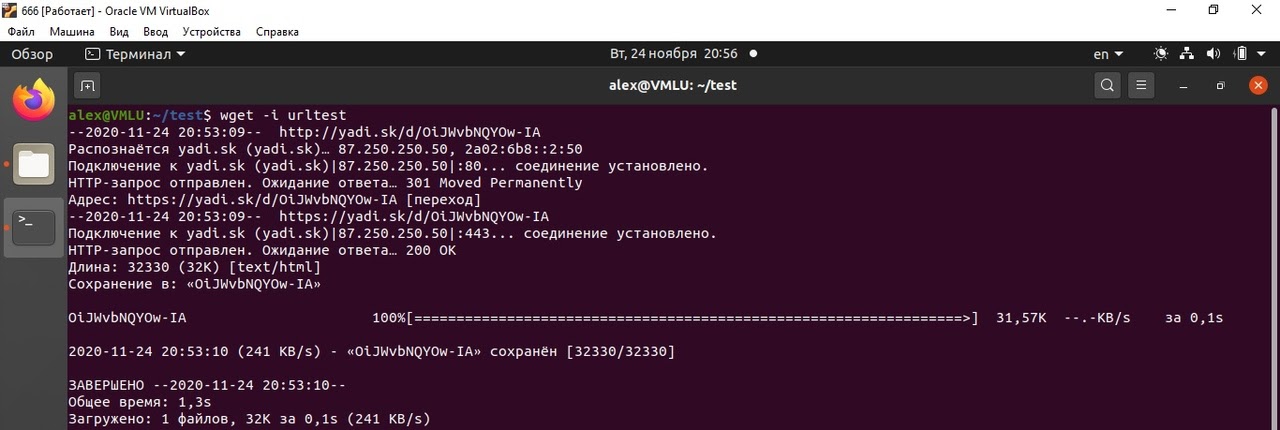 666 [Работает] - Oracle VM VirtualBox
Файл Машина Вид Ввод Устройства Справка
Обзор Терминал Вт, 24 ноября 20:56 en
alex@VMLU: ~/test
alex@VMLU:~/test$ wget -i urltest
--2020-11-24 20:53:09-- http://yadi.sk/d/OiJWvbNQYOw-IA
Распознаётся yadi.sk (yadi.sk)… 87.250.250.50, 2a02:6b8::2:50
Подключение к yadi.sk (yadi.sk)|87.250.250.50|:80... соединение установлено.
HTTP-запрос отправлен. Ожидание ответа… 301 Moved Permanently
Адрес: https://yadi.sk/d/OiJWvbNQYOw-IA [переход]
--2020-11-24 20:53:09-- https://yadi.sk/d/OiJWvbNQYOw-IA
Подключение к yadi.sk (yadi.sk)|87.250.250.50|:443... соединение установлено.
HTTP-запрос отправлен. Ожидание ответа… 200 OK
Длина: 32330 (32K) [text/html]
Сохранение в: «OiJWvbNQYOw-IA»
OiJWvbNQYOw-IA 100%[=================================================================>] 31,57K --.-KB/s за 0,1s
2020-11-24 20:53:10 (241 KB/s) - «OiJWvbNQYOw-IA» сохранён [32330/32330]
ЗАВЕРШЕНО --2020-11-24 20:53:10--
Общее время: 1,3s
Загружено: 1 файлов, 32K за 0,1s (241 KB/s)